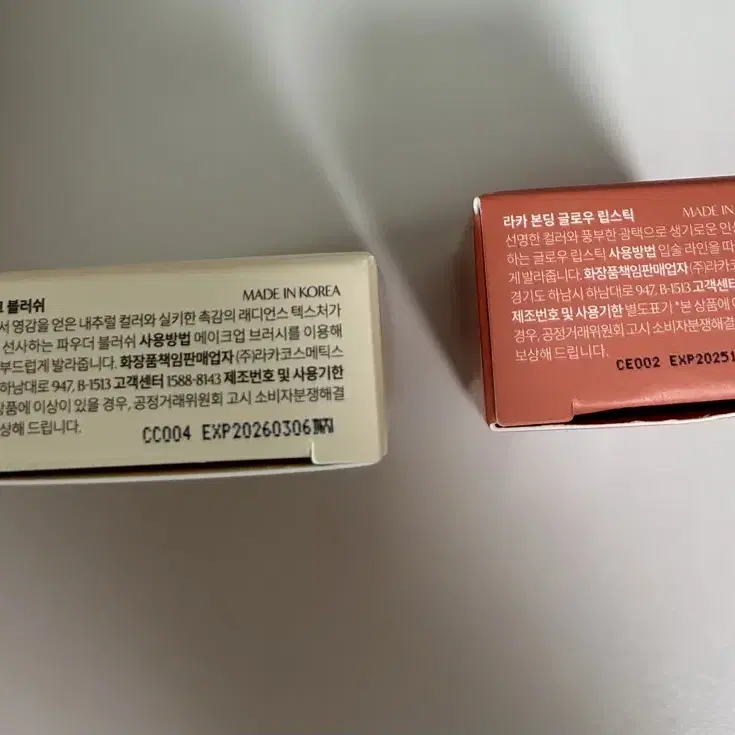 블러쉬
MADE IN KOREA
서 영감을 얻은 내추럴 컬러와 실키한 촉감의 래디언스 텍스처가
선사하는 파우더 블러쉬 사용방법 메이크업 브러시를 이용해
부드럽게 발라줍니다. 화장품책임판매업자 (주)라카코스메틱스
하남대로 947, B-1513 고객센터 1588-8143 제조번호 및 사용기한
상품에 이상이 있을 경우, 공정거래위원회 고시 소비자분쟁해결
보상해 드립니다.
CC004 EXP20260306
라카 본딩 글로우 립스틱
MADE IN
선명한 컬러와 풍부한 광택으로 생기로운 인상
하는 글로우 립스틱 사용방법 입술 라인을 따라
게 발라줍니다. 화장품책임판매업자 (주)라카코
경기도 하남시 하남대로 947, B-1513 고객센터
제조번호 및 사용기한 별도표기 "본 상품에 이
경우, 공정거래위원회 고시 소비자분쟁해결
보상해 드립니다.
CE002 EXP20251